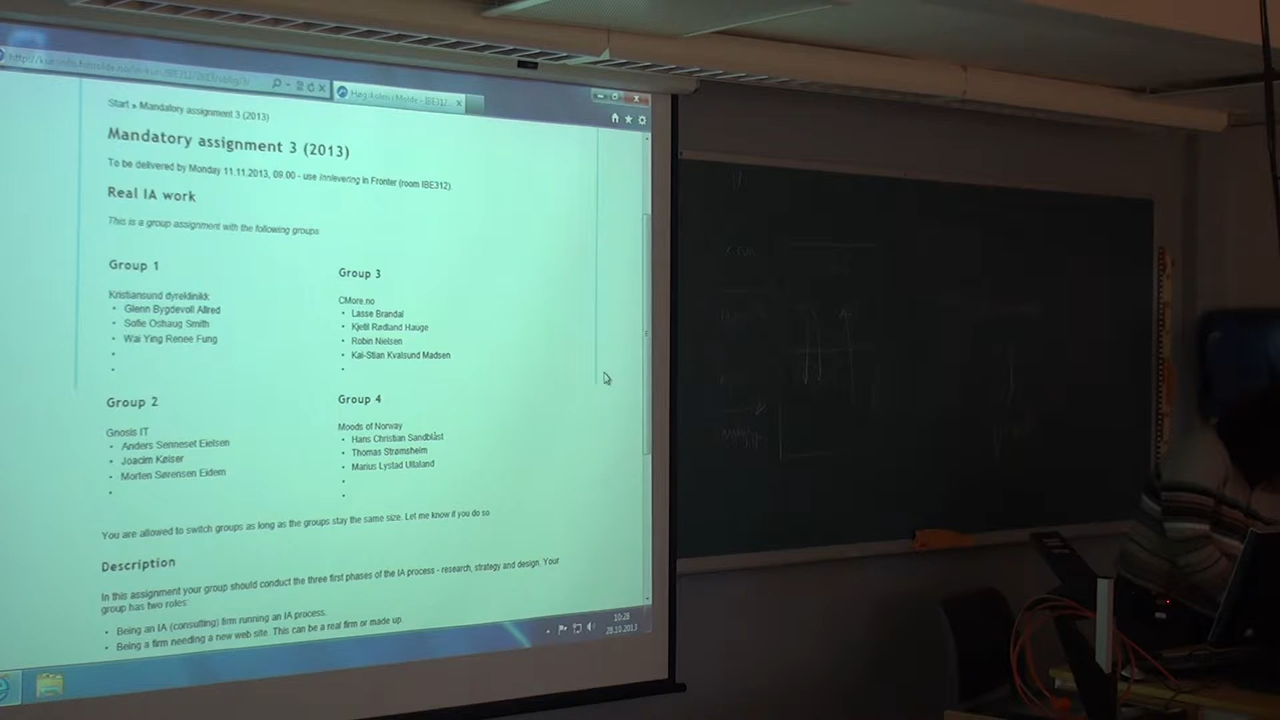 Høgskolen i Molde - IBE312...
Start » Mandatory assignment 3 (2013)
Mandatory assignment 3 (2013)
To be delivered by Monday 11.11.2013, 09.00 - use innlevering in Fronter (room IBE312).
Real IA work
This is a group assignment with the following groups
Group 1
Kristiansund dyreklinikk:
Glenn Bygdevoll Allred
Sofie Oshaug Smith
Wai Ying Renee Fung
Group 2
Gnosis IT
Anders Senneset Eielsen
Joacim Køiser
Morten Sørensen Eidem
Group 3
CMore.no
Lasse Brandal
Kjetil Rødland Hauge
Robin Nielsen
Kai-Stian Kvalsund Madsen
Group 4
Moods of Norway
Hans Christian Sandblåst
Thomas Strømsheim
Marius Lystad Ullaland
You are allowed to switch groups as long as the groups stay the same size. Let me know if you do so
Description
In this assignment your group should conduct the three first phases of the IA process - research, strategy and design. Your
group has two roles:
Being an IA (consulting) firm running an IA process.
Being a firm needing a new web site. This can be a real firm or made up.
10:28
28.10.2013